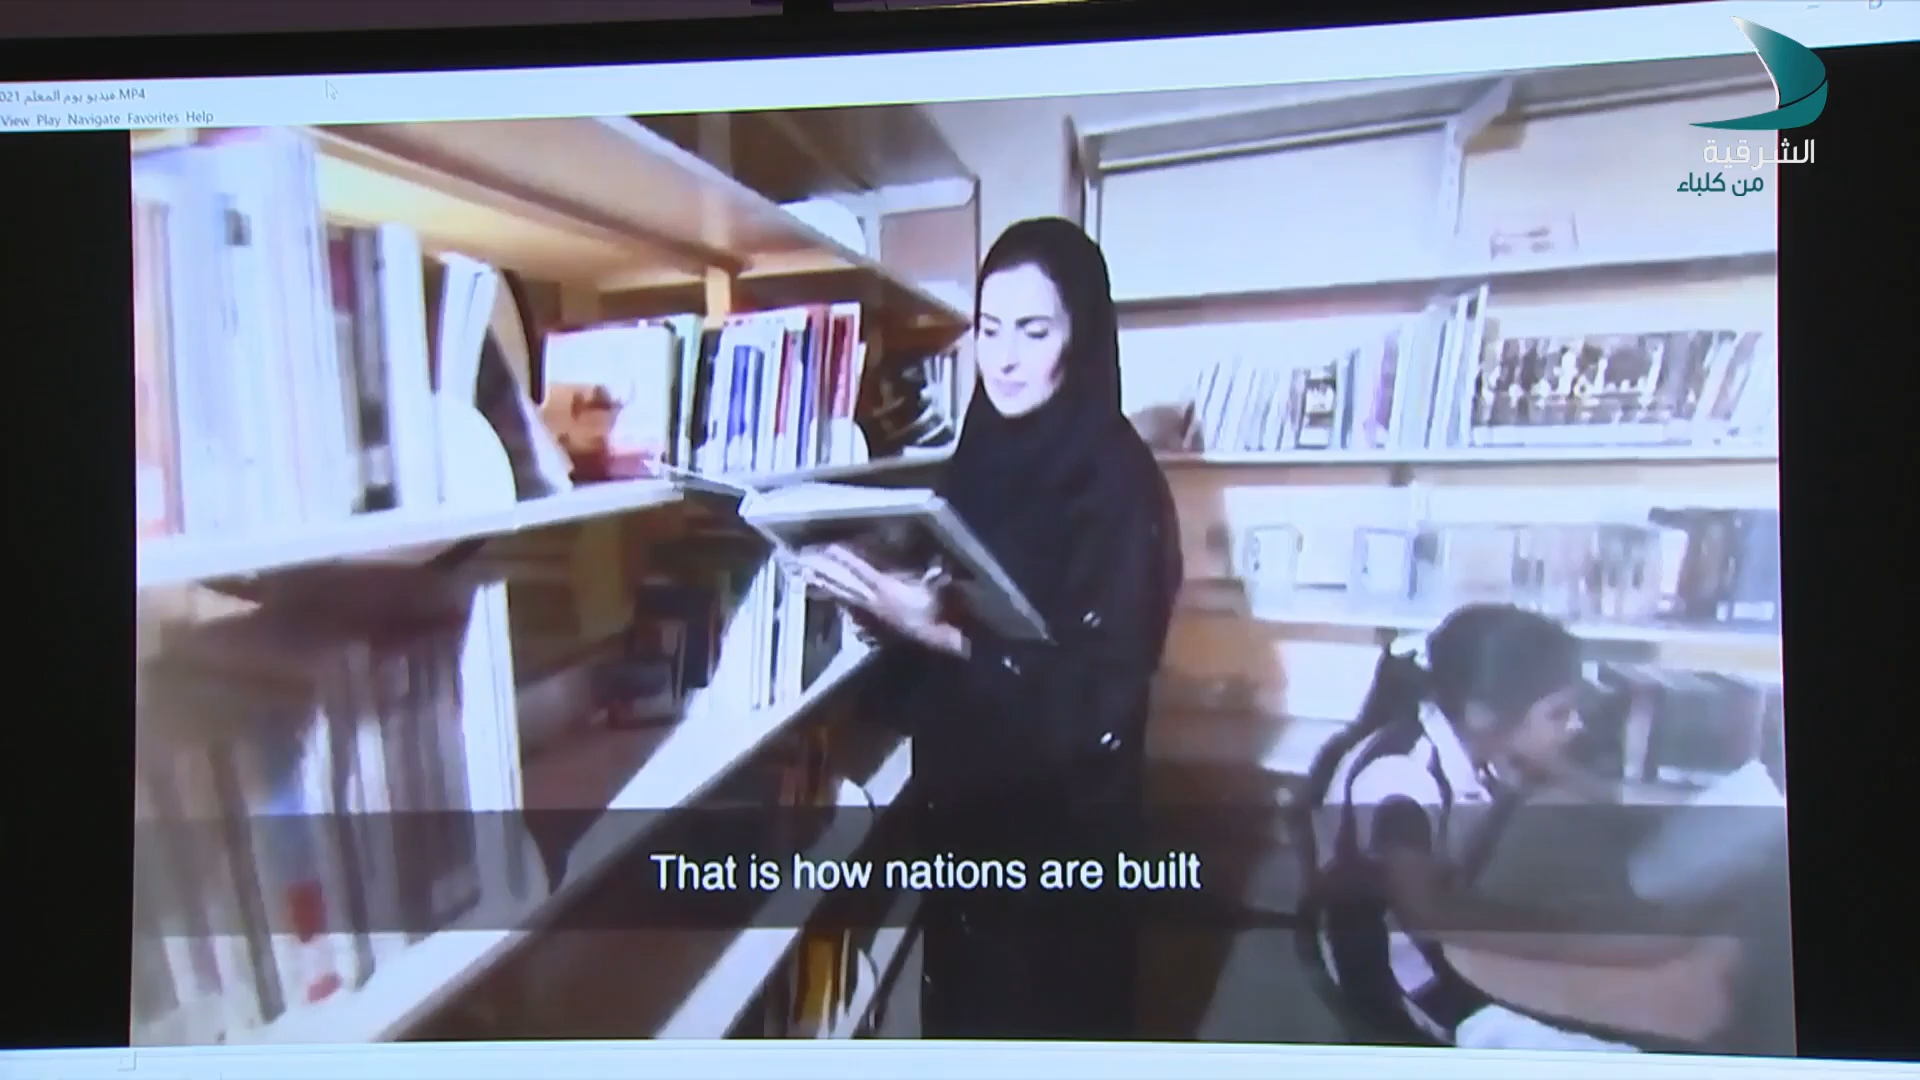 فيديو يوم المعلم 2021.MP4
View Play Navigate Favorites Help
الشرقية
من كلباء
That is how nations are built